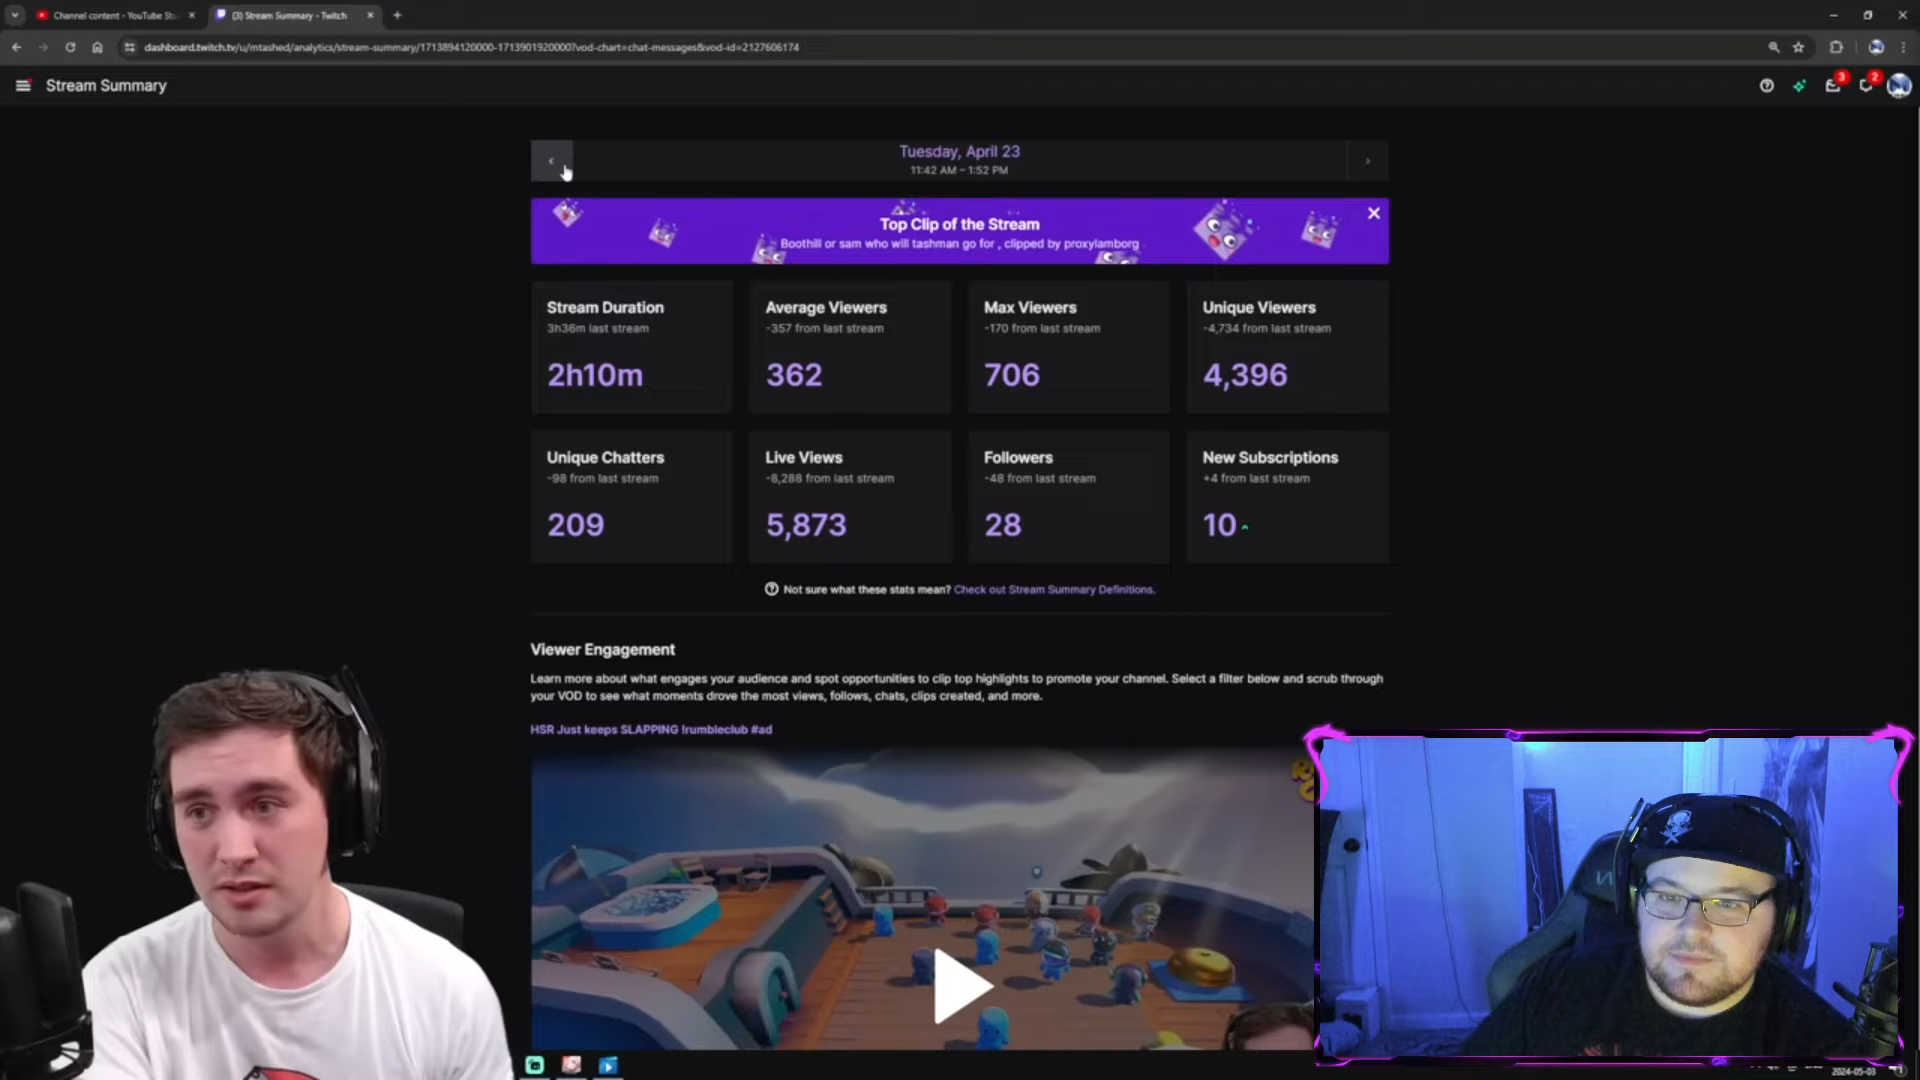 Channel content - YouTube Stu
(3) Stream Summary - Twitch
dashboard.twitch.tv/u/mtashed/analytics/stream-summary/1713894120000-1713901920000?vod-chart=chat-messages&vod-id=2127606174
Stream Summary
3
2
Tuesday, April 23
11:42 AM – 1:52 PM
Top Clip of the Stream
Boothill or sam who will tashman go for , clipped by proxylamborg
Stream Duration
3h36m last stream
2h10m
Average Viewers
-357 from last stream
362
Max Viewers
-170 from last stream
706
Unique Viewers
-4,734 from last stream
4,396
Unique Chatters
-98 from last stream
209
Live Views
-8,288 from last stream
5,873
Followers
-48 from last stream
28
New Subscriptions
+4 from last stream
10
Not sure what these stats mean? Check out Stream Summary Definitions.
Viewer Engagement
Learn more about what engages your audience and spot opportunities to clip top highlights to promote your channel. Select a filter below and scrub through
your VOD to see what moments drove the most views, follows, chats, clips created, and more.
HSR Just keeps SLAPPING !rumbleclub #ad
2024-05-03